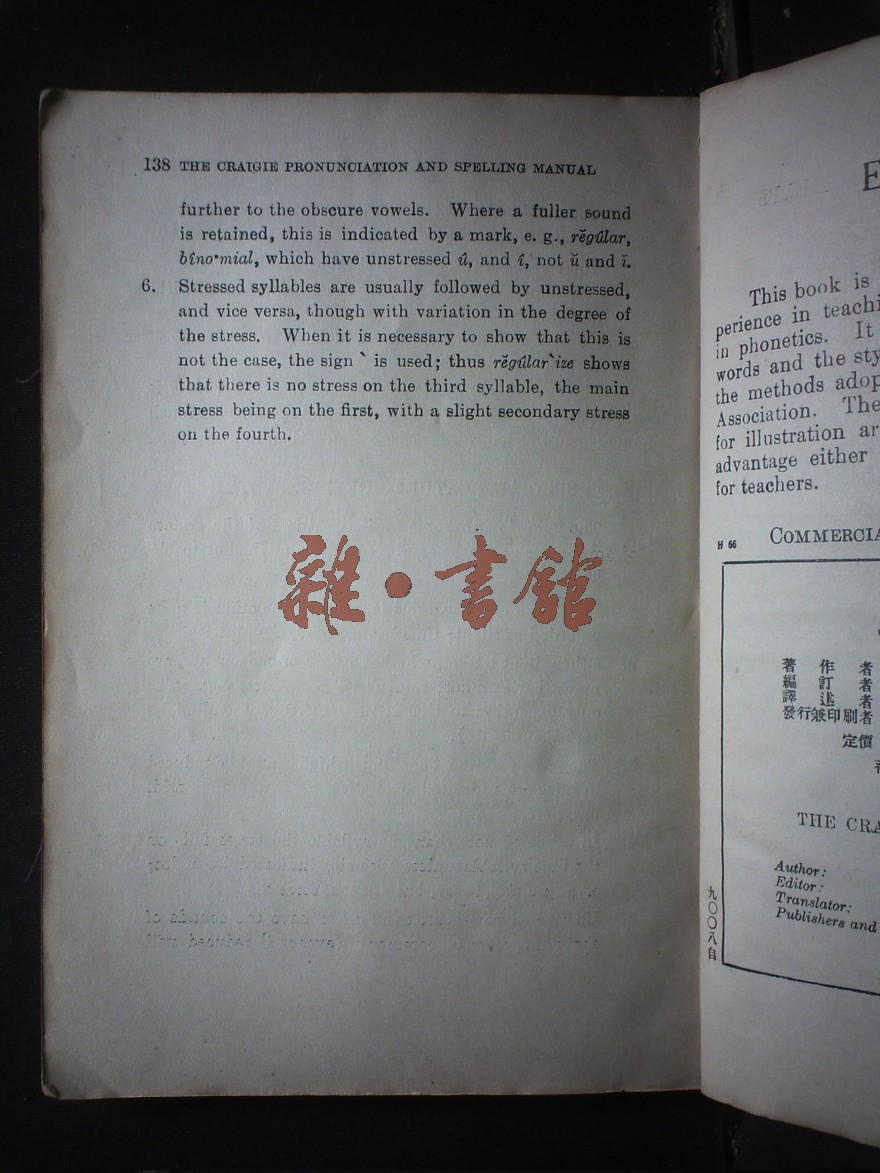 138 THE CRAIGIE PRONUNCIATION AND SPELLING MANUAL
further to the obscure vowels. Where a fuller sound
is retained, this is indicated by a mark, e. g., rĕgûlar,
bîno•mial, which have unstressed û, and î, not ŭ and ĭ.
6. Stressed syllables are usually followed by unstressed,
and vice versa, though with variation in the degree of
the stress. When it is necessary to show that this is
not the case, the sign ` is used; thus rĕgûlar`ize shows
that there is no stress on the third syllable, the main
stress being on the first, with a slight secondary stress
on the fourth.
雜•書館
E
This book is
perience in teachi
in phonetics. It
words and the sty
the methods adop
Association. The
for illustration ar
advantage either
for teachers.
H 66 COMMERCIA
著作者
編訂者
譯述者
發行兼印刷者
定價
THE CRA
Author:
Editor:
Translator:
Publishers and
九〇〇八自